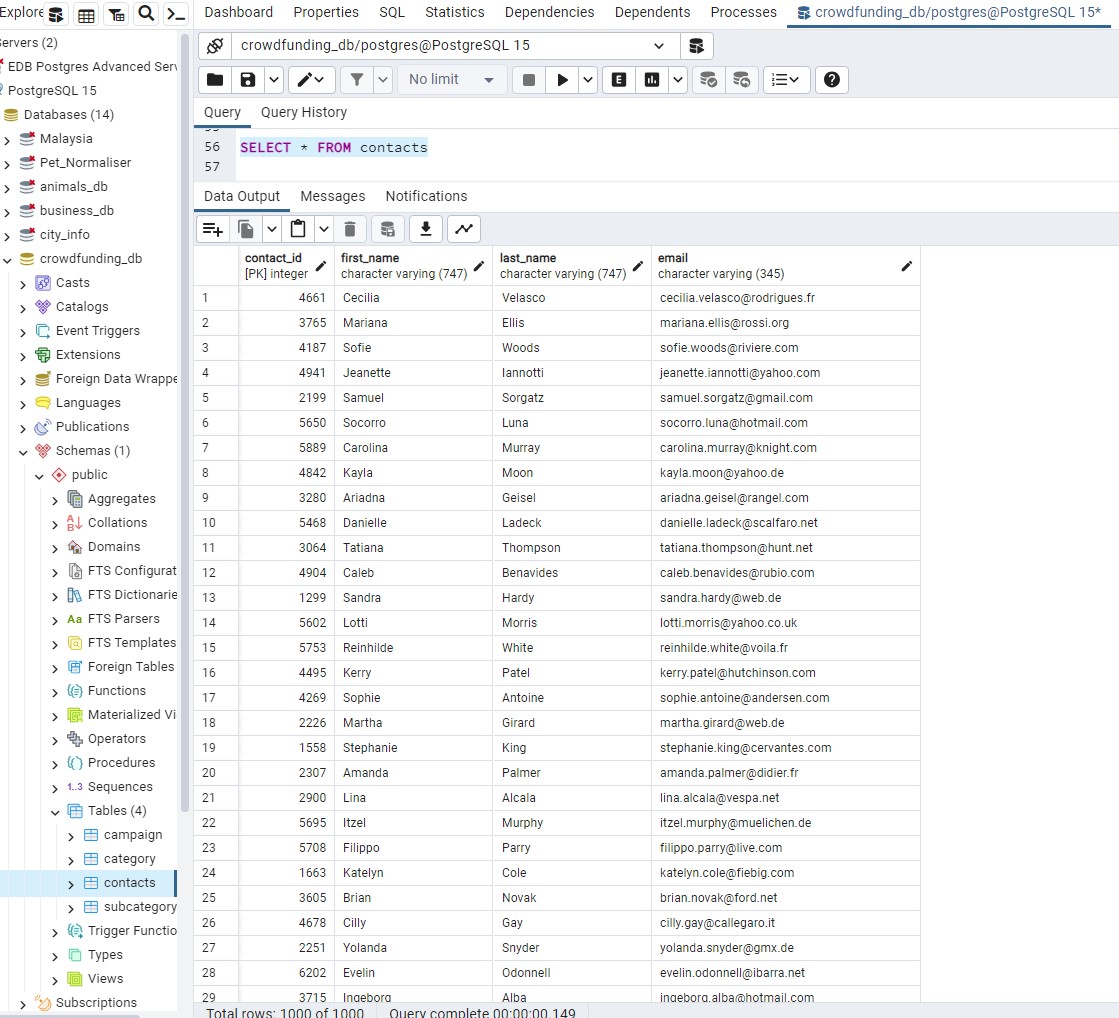 Explore
Dashboard Properties SQL Statistics Dependencies Dependents Processes crowdfunding_db/postgres@PostgreSQL 15*
Servers (2)
EDB Postgres Advanced Serv
PostgreSQL 15
Databases (14)
Malaysia
Pet_Normaliser
animals_db
business_db
city_info
crowdfunding_db
Casts
Catalogs
Event Triggers
Extensions
Foreign Data Wrappe
Languages
Publications
Schemas (1)
public
Aggregates
Collations
Domains
FTS Configurat
FTS Dictionarie
Aa FTS Parsers
FTS Templates
Foreign Tables
Functions
Materialized Vi
Operators
Procedures
1..3 Sequences
Tables (4)
campaign
category
contacts
subcategory
Trigger Functio
Types
Views
Subscriptions
crowdfunding_db/postgres@PostgreSQL 15
No limit
E
Query Query History
55
56 SELECT * FROM contacts
57
Data Output Messages Notifications
contact_id first_name last_name email
[PK] integer character varying (747) character varying (747) character varying (345)
1 4661 Cecilia Velasco cecilia.velasco@rodrigues.fr
2 3765 Mariana Ellis mariana.ellis@rossi.org
3 4187 Sofie Woods sofie.woods@riviere.com
4 4941 Jeanette Iannotti jeanette.iannotti@yahoo.com
5 2199 Samuel Sorgatz samuel.sorgatz@gmail.com
6 5650 Socorro Luna socorro.luna@hotmail.com
7 5889 Carolina Murray carolina.murray@knight.com
8 4842 Kayla Moon kayla.moon@yahoo.de
9 3280 Ariadna Geisel ariadna.geisel@rangel.com
10 5468 Danielle Ladeck danielle.ladeck@scalfaro.net
11 3064 Tatiana Thompson tatiana.thompson@hunt.net
12 4904 Caleb Benavides caleb.benavides@rubio.com
13 1299 Sandra Hardy sandra.hardy@web.de
14 5602 Lotti Morris lotti.morris@yahoo.co.uk
15 5753 Reinhilde White reinhilde.white@voila.fr
16 4495 Kerry Patel kerry.patel@hutchinson.com
17 4269 Sophie Antoine sophie.antoine@andersen.com
18 2226 Martha Girard martha.girard@web.de
19 1558 Stephanie King stephanie.king@cervantes.com
20 2307 Amanda Palmer amanda.palmer@didier.fr
21 2900 Lina Alcala lina.alcala@vespa.net
22 5695 Itzel Murphy itzel.murphy@muelichen.de
23 5708 Filippo Parry filippo.parry@live.com
24 1663 Katelyn Cole katelyn.cole@fiebig.com
25 3605 Brian Novak brian.novak@ford.net
26 4678 Cilly Gay cilly.gay@callegaro.it
27 2251 Yolanda Snyder yolanda.snyder@gmx.de
28 6202 Evelin Odonnell evelin.odonnell@ibarra.net
29 3715 Ingeborg Alba ingeborg.alba@hotmail.com
Total rows: 1000 of 1000 Query complete 00:00:00.149